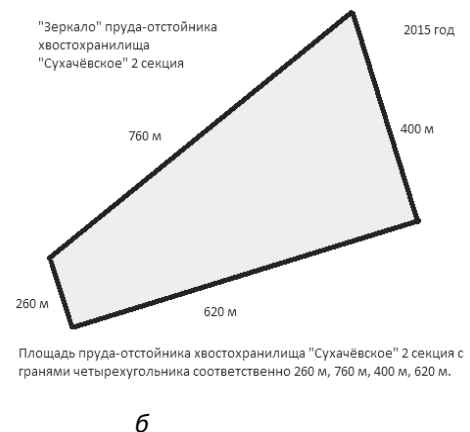 "Зеркало" пруда-отстойника
хвостохранилища
"Сухачёвское" 2 секция
2015 год
760 м
400 м
260 м
620 м
Площадь пруда-отстойника хвостохранилища "Сухачёвское" 2 секция с
гранями четырехугольника соответственно 260 м, 760 м, 400 м, 620 м.
б